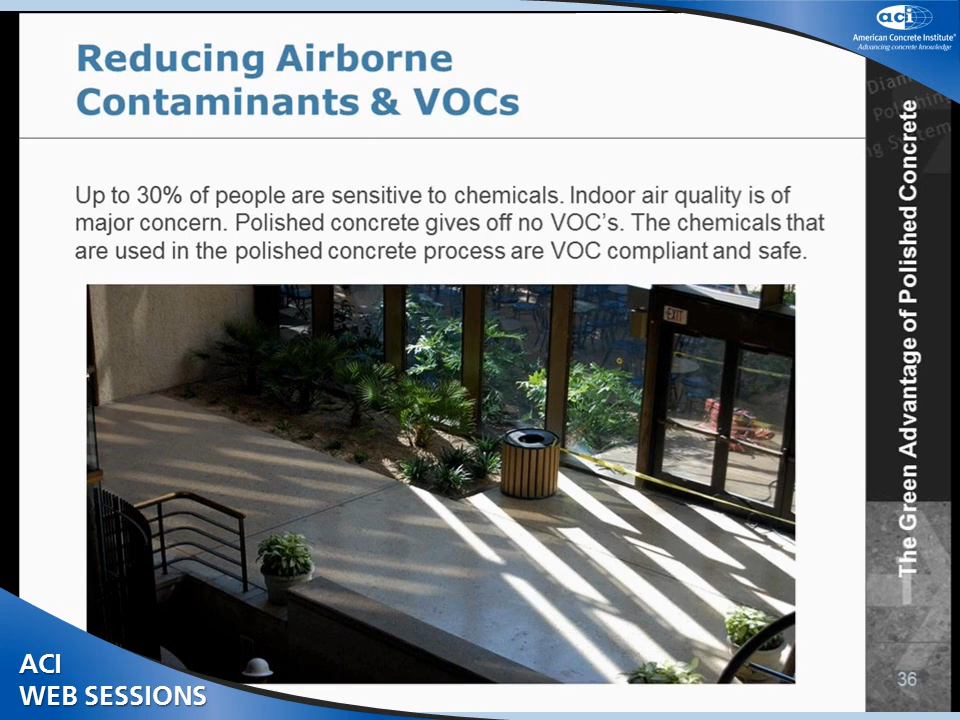 aci
American Concrete Institute®
Advancing concrete knowledge
Reducing Airborne
Contaminants & VOCs
Up to 30% of people are sensitive to chemicals. Indoor air quality is of
major concern. Polished concrete gives off no VOC's. The chemicals that
are used in the polished concrete process are VOC compliant and safe.
EXIT
The Green Advantage of Polished Concrete
36
ACI
WEB SESSIONS